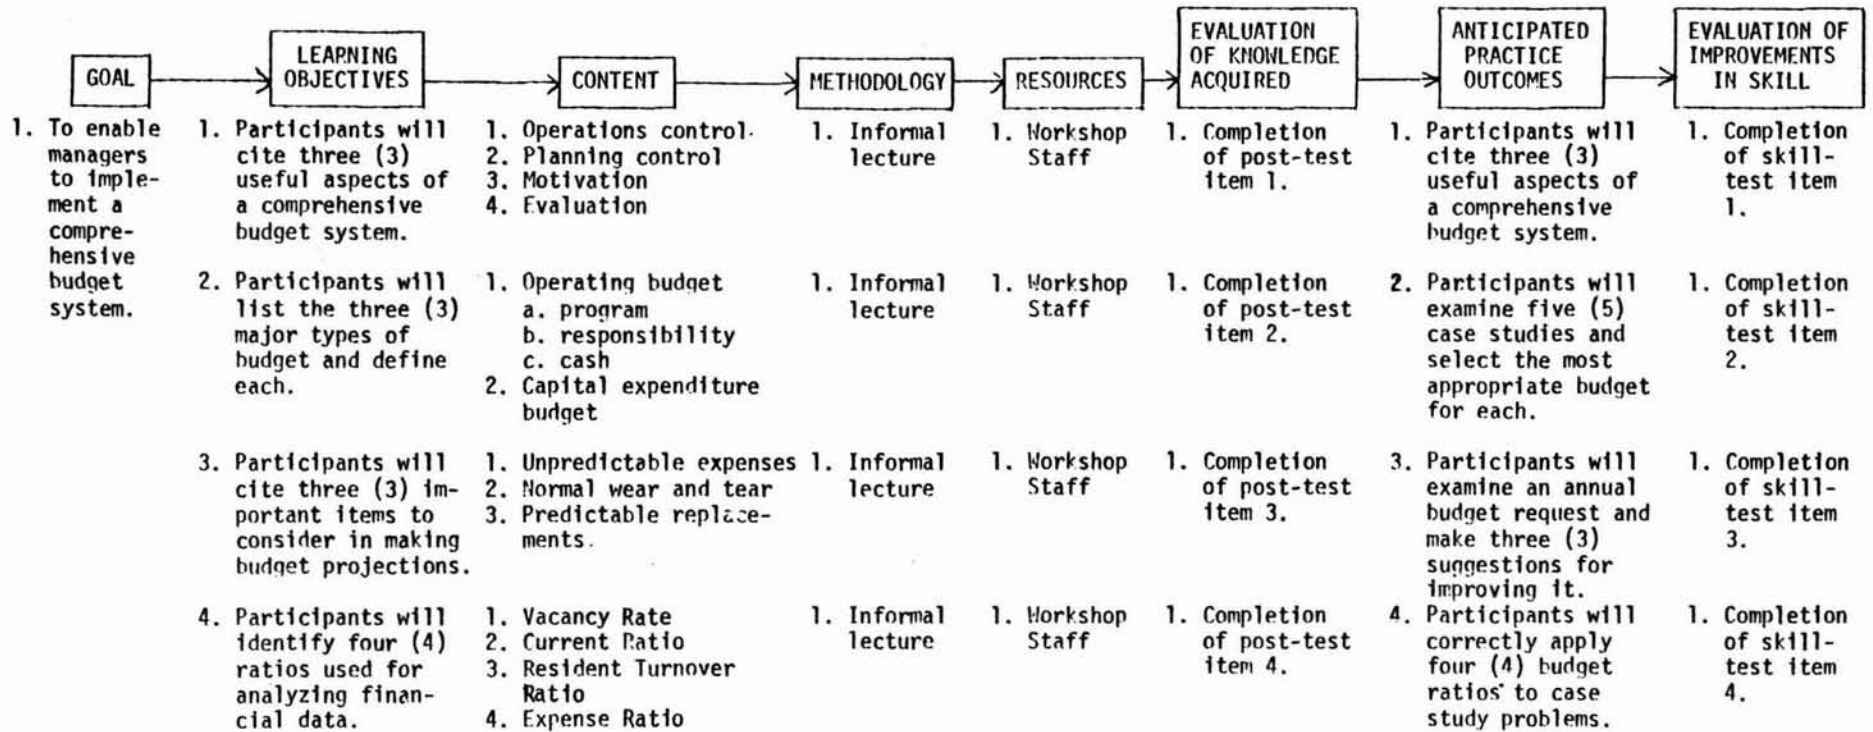 GOAL
LEARNING
OBJECTIVES
CONTENT
METHODOLOGY
RESOURCES
EVALUATION
OF KNOWLEDGE
ACQUIRED
ANTICIPATED
PRACTICE
OUTCOMES
EVALUATION OF
IMPROVEMENTS
IN SKILL
1. To enable
managers
to imple-
ment a
compre-
hensive
budget
system.
1. Participants will
cite three (3)
useful aspects of
a comprehensive
budget system.
1. Operations control.
2. Planning control
3. Motivation
4. Evaluation
1. Informal
lecture
1. Workshop
Staff
1. Completion
of post-test
item 1.
1. Participants will
cite three (3)
useful aspects of
a comprehensive
budget system.
1. Completion
of skill-
test item
1.
2. Participants will
list the three (3)
major types of
budget and define
each.
1. Operating budget
a. program
b. responsibility
c. cash
2. Capital expenditure
budget
1. Informal
lecture
1. Workshop
Staff
1. Completion
of post-test
item 2.
2. Participants will
examine five (5)
case studies and
select the most
appropriate budget
for each.
1. Completion
of skill-
test item
2.
3. Participants will
cite three (3) im-
portant items to
consider in making
budget projections.
1. Unpredictable expenses
2. Normal wear and tear
3. Predictable replace-
ments.
1. Informal
lecture
1. Workshop
Staff
1. Completion
of post-test
item 3.
3. Participants will
examine an annual
budget request and
make three (3)
suggestions for
improving it.
1. Completion
of skill-
test item
3.
4. Participants will
identify four (4)
ratios used for
analyzing finan-
cial data.
1. Vacancy Rate
2. Current Ratio
3. Resident Turnover
Ratio
4. Expense Ratio
1. Informal
lecture
1. Workshop
Staff
1. Completion
of post-test
item 4.
4. Participants will
correctly apply
four (4) budget
ratios to case
study problems.
1. Completion
of skill-
test item
4.